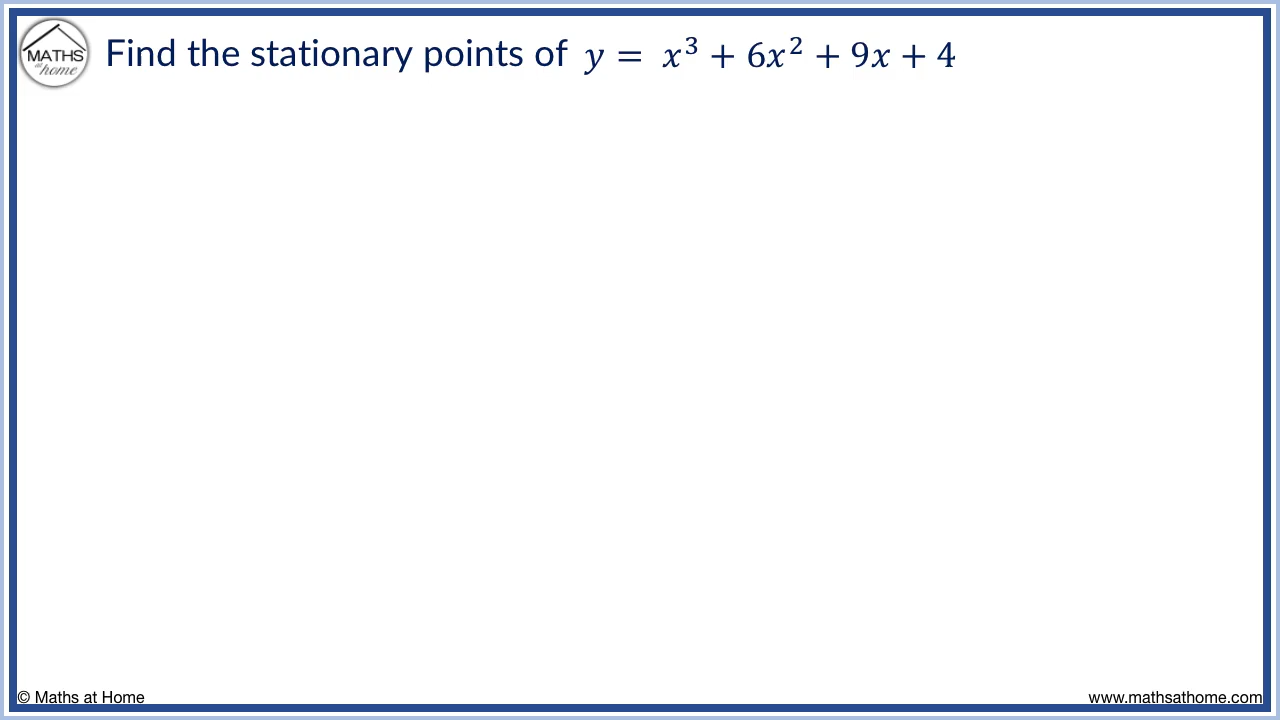 MATHS
at
home
Find the stationary points of y = x³ + 6x² + 9x + 4
© Maths at Home
www.mathsathome.com